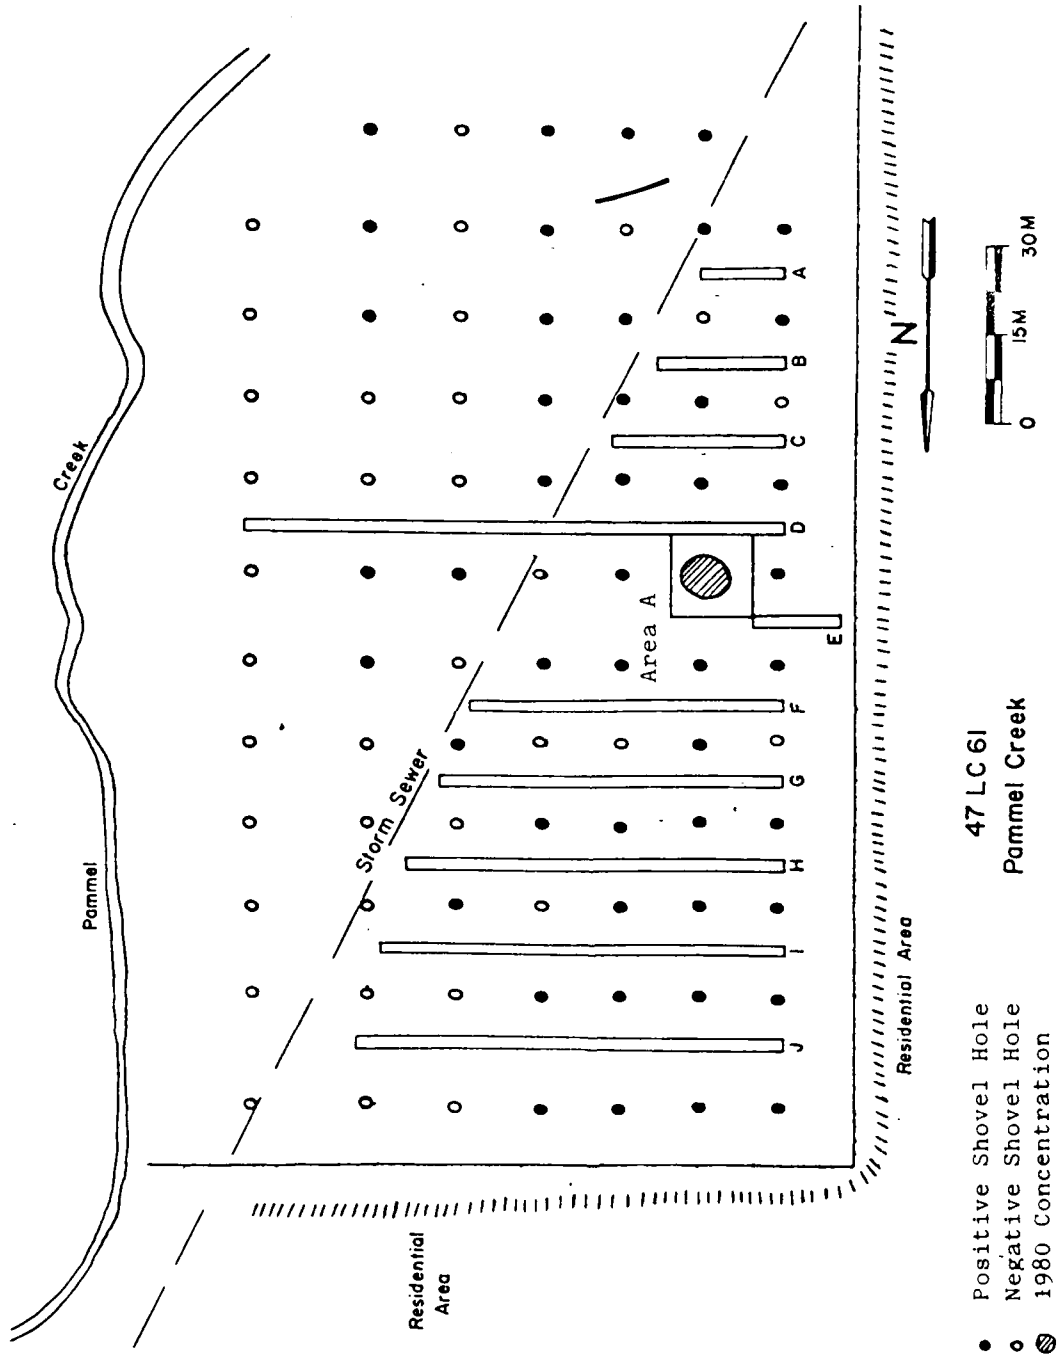 Pammel
Creek
Storm Sewer
Area A
A
B
C
D
E
F
G
H
I
J
N
0
15M
30M
Residential
Area
Residential Area
47 LC 61
Pammel Creek
Positive Shovel Hole
Negative Shovel Hole
1980 Concentration